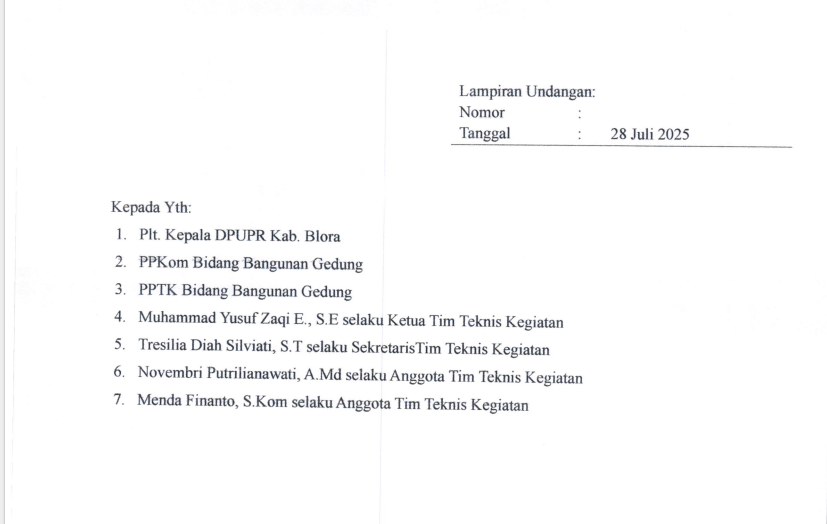 Lampiran Undangan:
Nomor :
Tanggal : 28 Juli 2025
Kepada Yth:
1. Plt. Kepala DPUPR Kab. Blora
2. PPKom Bidang Bangunan Gedung
3. PPTK Bidang Bangunan Gedung
4. Muhammad Yusuf Zaqi E., S.E selaku Ketua Tim Teknis Kegiatan
5. Tresilia Diah Silviati, S.T selaku SekretarisTim Teknis Kegiatan
6. Novembri Putrilianawati, A.Md selaku Anggota Tim Teknis Kegiatan
7. Menda Finanto, S.Kom selaku Anggota Tim Teknis Kegiatan